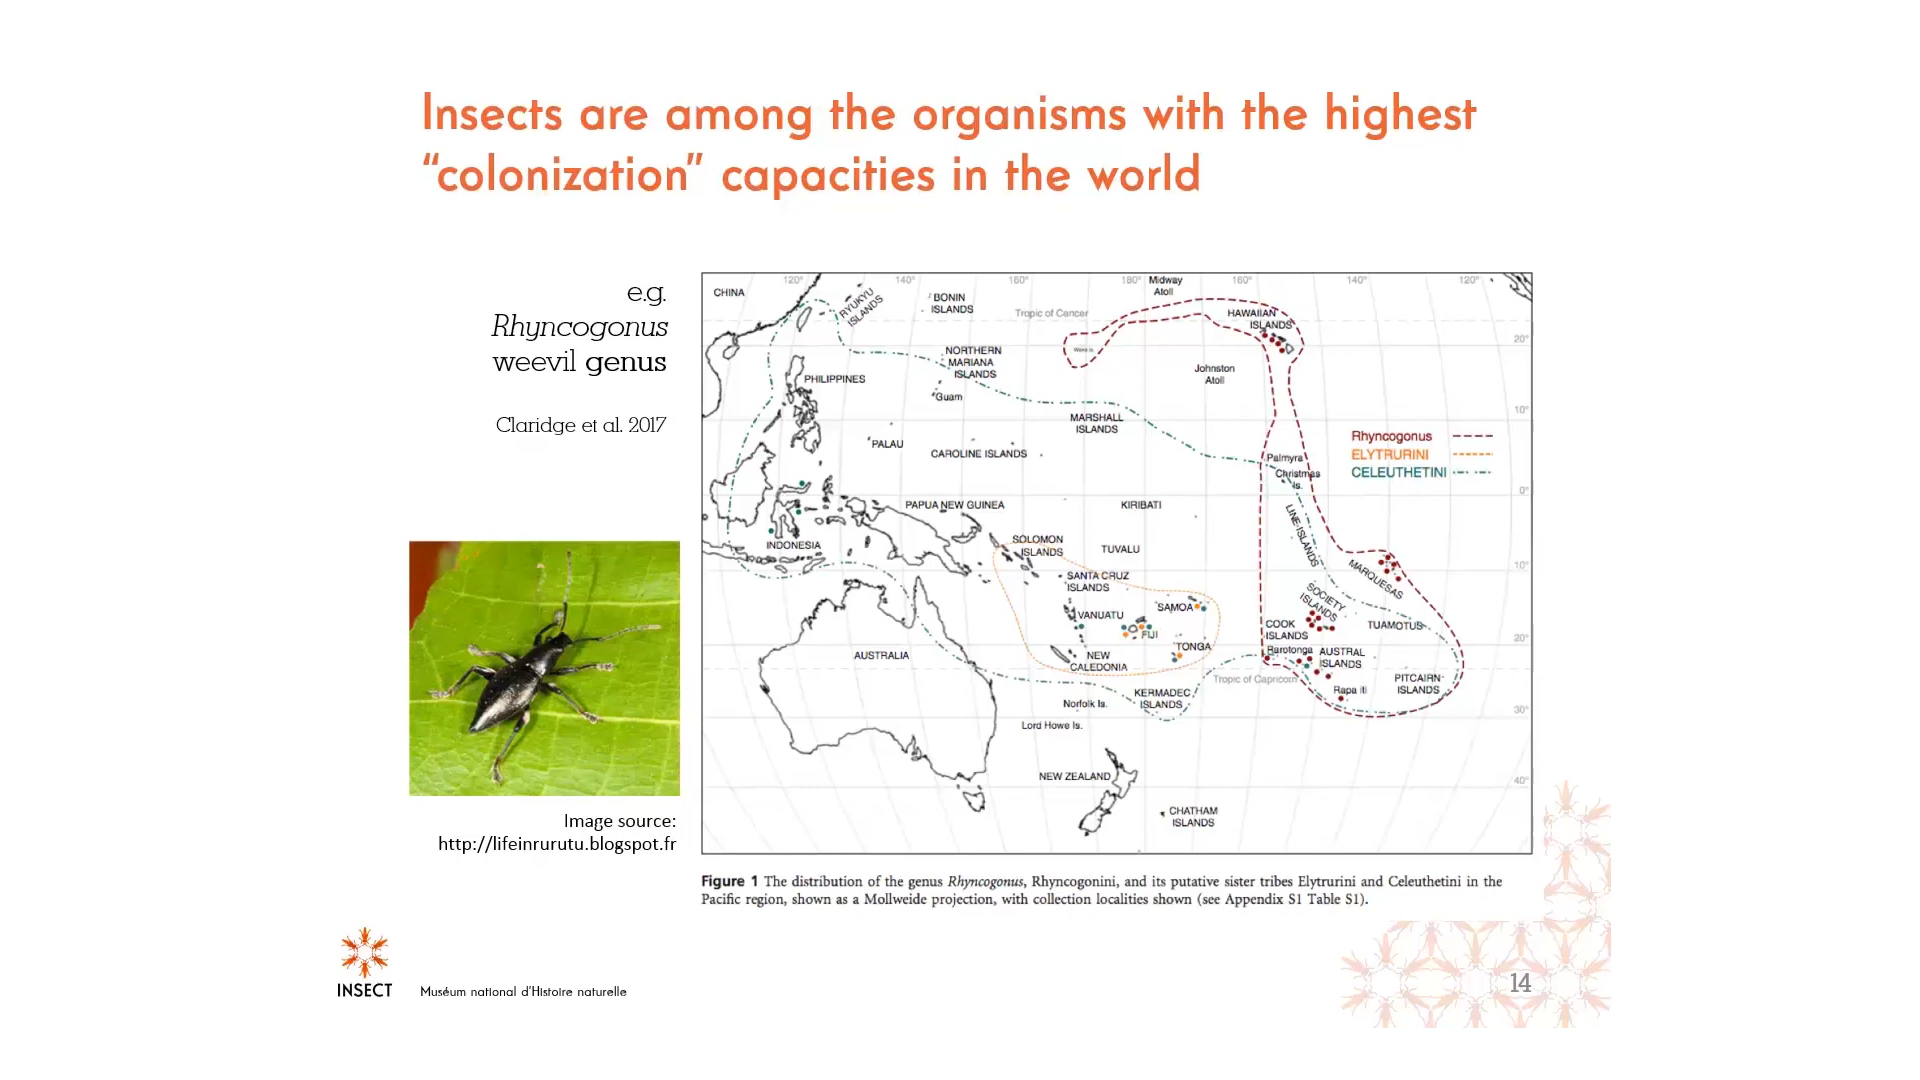 Insects are among the organisms with the highest
“colonization” capacities in the world
e.g.
Rhyncogonus
weevil genus
Claridge et al. 2017
Image source:
http://lifeinrurutu.blogspot.fr
120°
140°
160°
180°
160°
140°
120°
CHINA
RYUKYU
ISLANDS
BONIN
ISLANDS
Tropic of Cancer
Midway
Atoll
HAWAIIAN
ISLANDS
20°
NORTHERN
MARIANA
ISLANDS
Johnston
Atoll
PHILIPPINES
Guam
10°
MARSHALL
ISLANDS
PALAU
CAROLINE ISLANDS
Rhyncogonus
ELYTRURINI
CELEUTHETINI
Palmyra
Christmas
Is.
0°
PAPUA NEW GUINEA
KIRIBATI
LINE ISLANDS
INDONESIA
SOLOMON
ISLANDS
TUVALU
10°
MARQUESAS
SANTA CRUZ
ISLANDS
SOCIETY
ISLANDS
SAMOA
VANUATU
FIJI
COOK
ISLANDS
TUAMOTUS
20°
TONGA
Rarotonga
AUSTRAL
ISLANDS
AUSTRALIA
NEW
CALEDONIA
Tropic of Capricorn
PITCAIRN
ISLANDS
Rapa iti
KERMADEC
ISLANDS
Norfolk Is.
30°
Lord Howe Is.
NEW ZEALAND
40°
CHATHAM
ISLANDS
Figure 1 The distribution of the genus Rhyncogonus, Rhyncogonini, and its putative sister tribes Elytrurini and Celeuthetini in the
Pacific region, shown as a Mollweide projection, with collection localities shown (see Appendix S1 Table S1).
INSECT
Muséum national d’Histoire naturelle
14